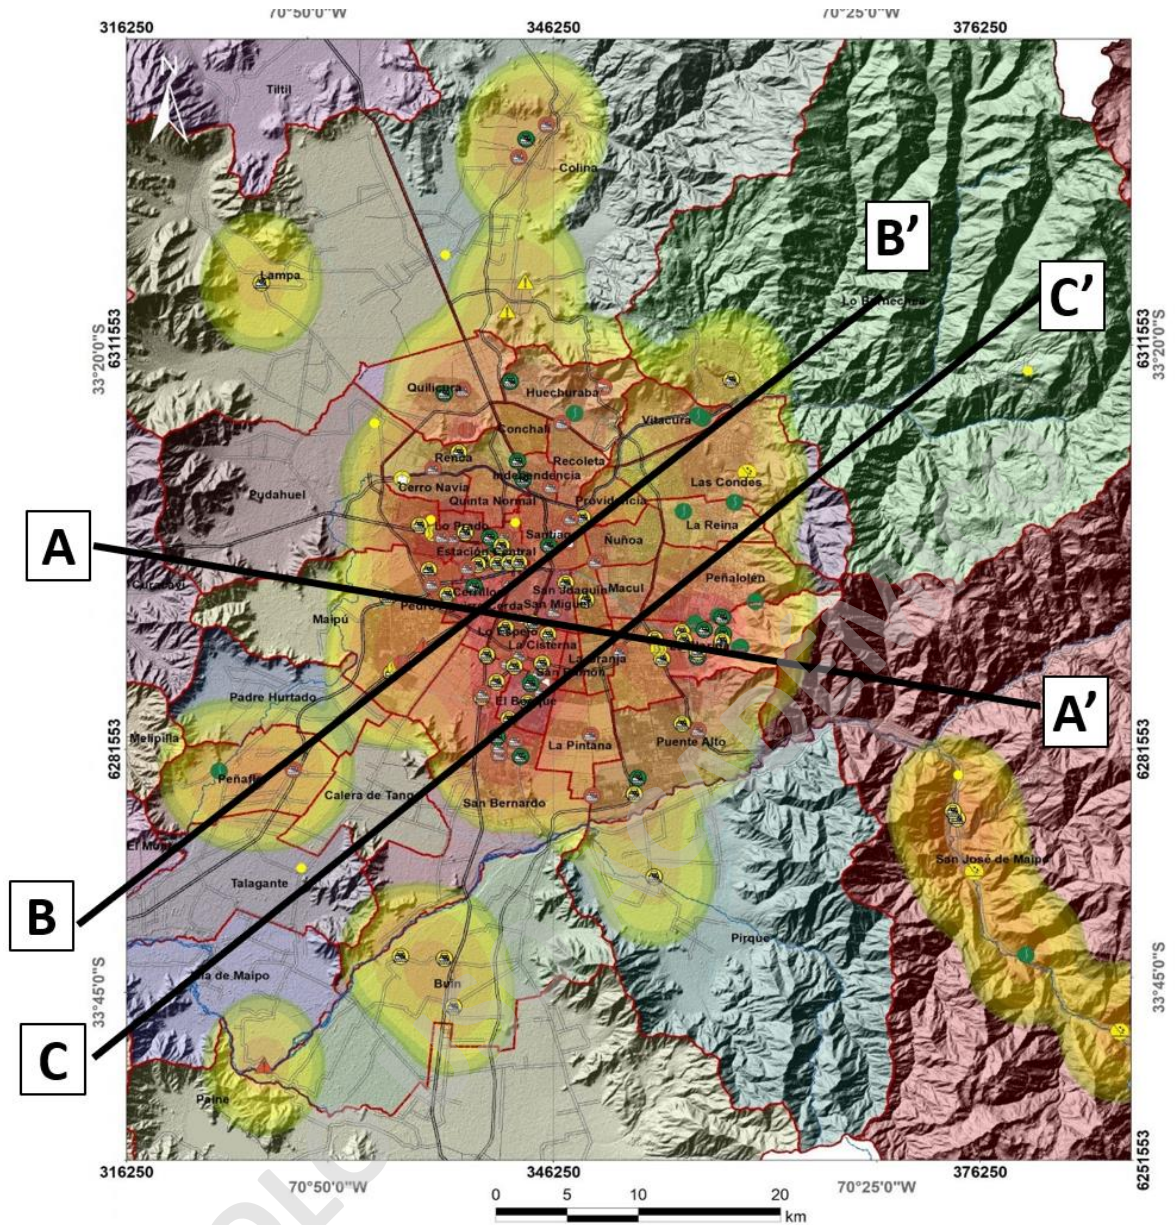 70°50'0"W 70°25'0"W
316250 346250 376250
N
Tiltil
Colina
B'
Lampa
C'
6311553 6311553
33°20'0"S 33°20'0"S
Quilicura Huechuraba
Vitacura
Conchalí
Renca Recoleta
Independencia
Cerro Navia Las Condes
Pudahuel Quinta Normal Providencia
Lo Prado La Reina
A Santiago Ñuñoa
Estación Central
Peñalolén
Cerrillos San Joaquín Macul
San Miguel
Maipú
Lo Espejo
La Cisterna
La Granja
San Ramón
Padre Hurtado El Bosque
A'
Melipilla
La Pintana Puente Alto
6281553 6281553
Peñaflor
Calera de Tango
San Bernardo
San José de Maipo
Talagante
B
Pirque
Isla de Maipo
Buin
33°45'0"S 33°45'0"S
C
Paine
6251553
316250 346250 376250
70°50'0"W 70°25'0"W
0 5 10 20
km